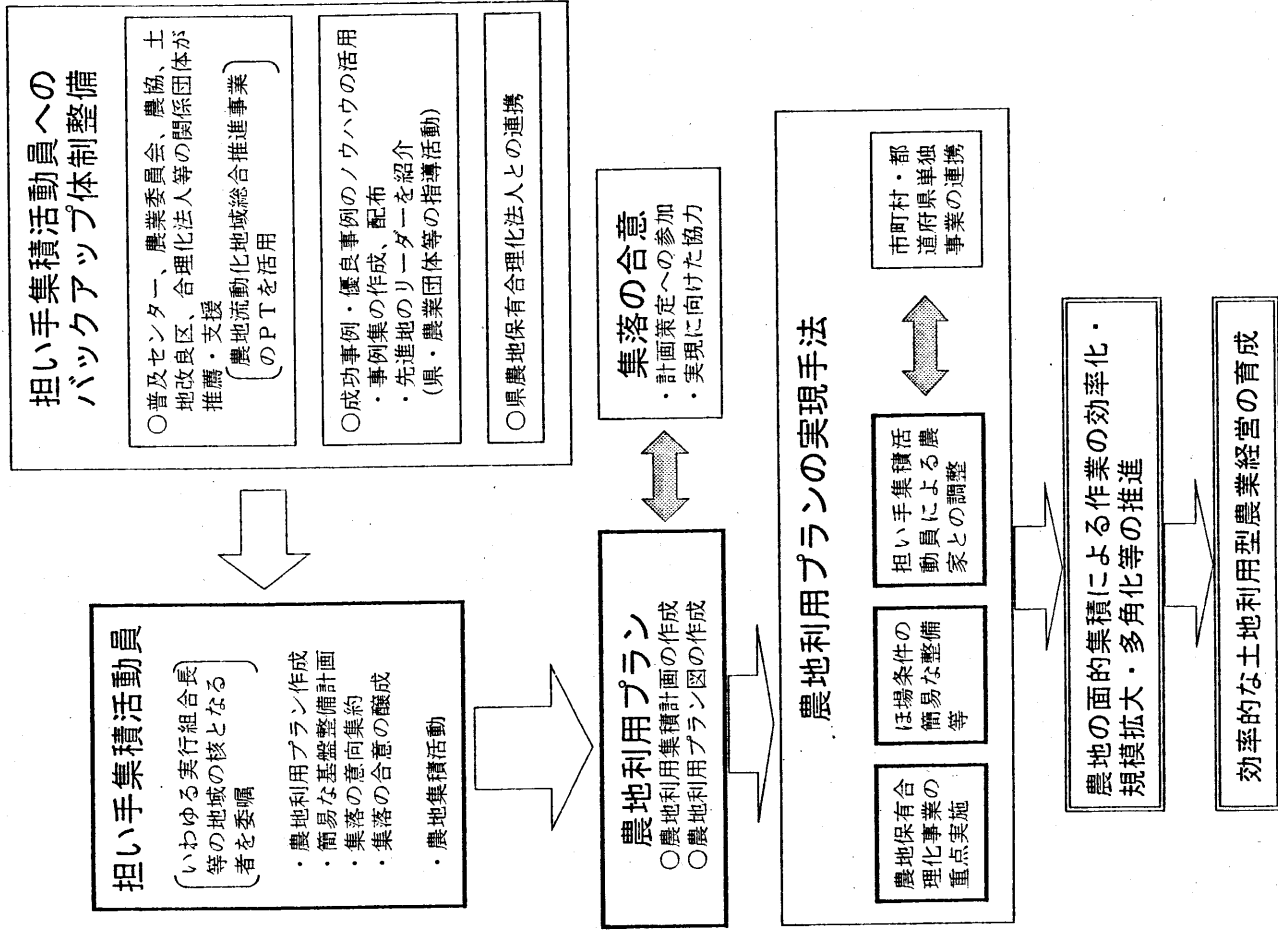 担い手集積活動員への
バックアップ体制整備
○普及センター、農業委員会、農協、土
地改良区、合理化法人等の関係団体が
推薦・支援
農地流動化地域総合推進事業
のPTを活用
○成功事例・優良事例のノウハウの活用
・事例集の作成、配布
・先進地のリーダーを紹介
(県・農業団体等の指導活動)
○県農地保有合理化法人との連携
担い手集積活動員
いわゆる実行組合長
等の地域の核となる
者を委嘱
・農地利用プラン作成
・簡易な基盤整備計画
・集落の意向集約
・集落の合意の醸成
・農地集積活動
農地利用プラン
○農地利用集積計画の作成
○農地利用プラン図の作成
集落の合意
・計画策定への参加
・実現に向けた協力
農地利用プランの実現手法
農地保有合
理化事業の
重点実施
ほ場条件の
簡易な整備
等
担い手集積活
動員による農
家との調整
市町村・都
道府県単独
事業の連携
農地の面的集積による作業の効率化・
規模拡大・多角化等の推進
効率的な土地利用型農業経営の育成